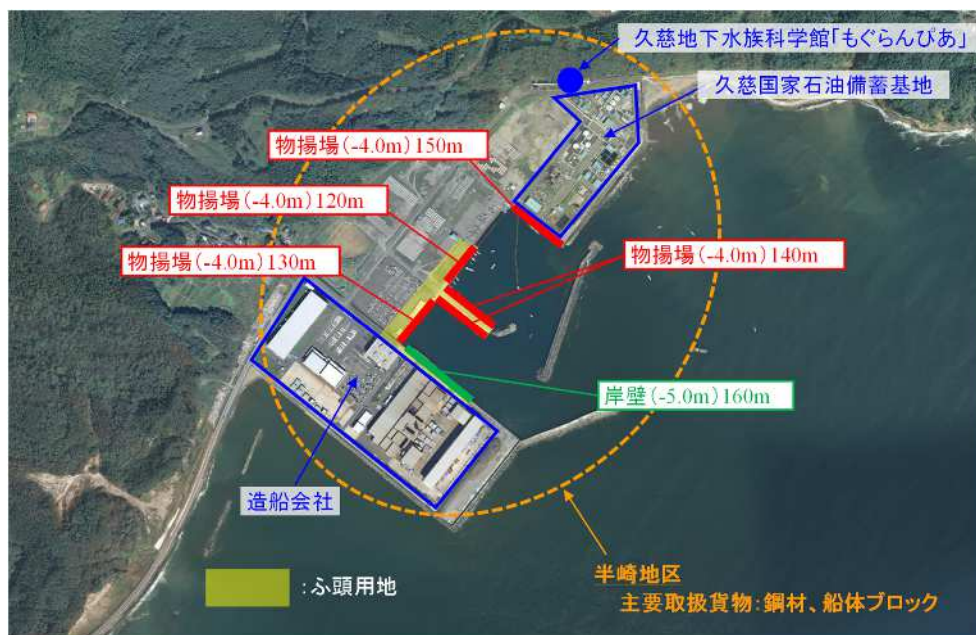 久慈地下水族科学館「もぐらんぴあ」
久慈国家石油備蓄基地
物揚場(-4.0m)150m
物揚場(-4.0m)120m
物揚場(-4.0m)130m
物揚場(-4.0m)140m
岸壁(-5.0m)160m
造船会社
半崎地区
主要取扱貨物:鋼材、船体ブロック
:ふ頭用地